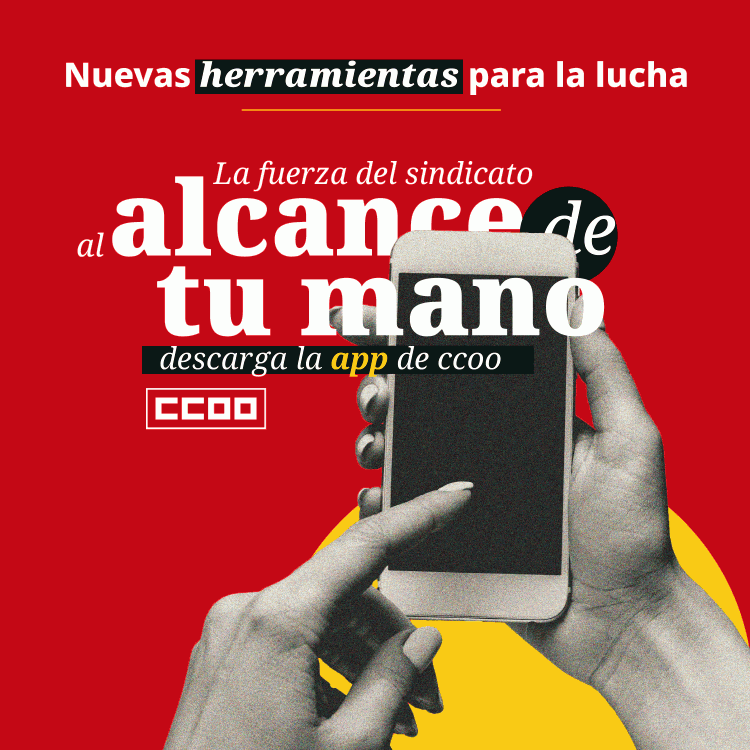 Nuevas herramientas para la lucha
La fuerza del sindicato
al alcance de
tu mano
descarga la app de ccoo
CCOO